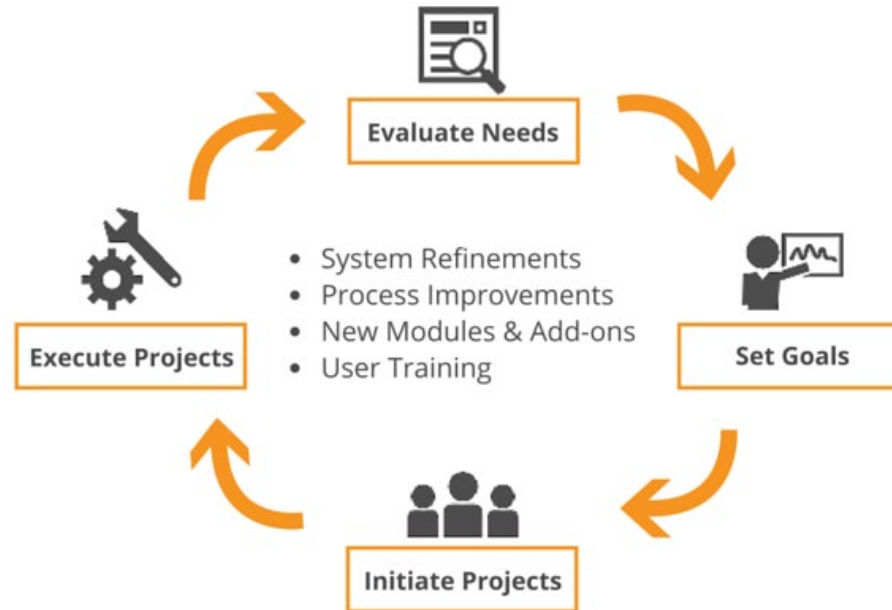 Evaluate Needs
• System Refinements
• Process Improvements
• New Modules & Add-ons
• User Training
Execute Projects
Set Goals
Initiate Projects